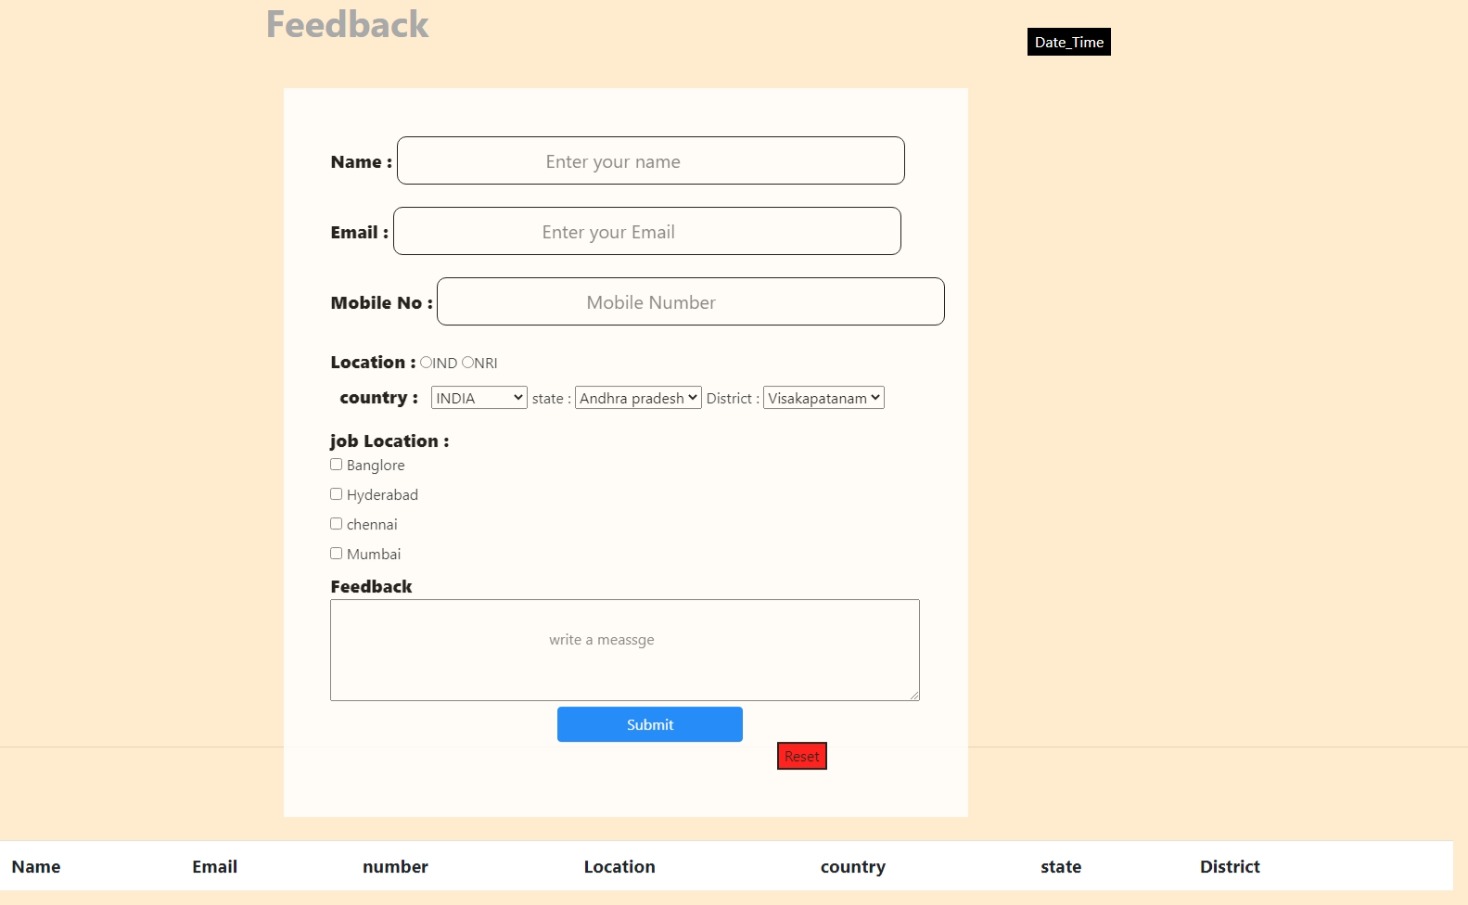 Feedback
Date_Time
Name : Enter your name
Email : Enter your Email
Mobile No : Mobile Number
Location : IND NRI
country : INDIA state : Andhra pradesh District : Visakapatanam
job Location :
Banglore
Hyderabad
chennai
Mumbai
Feedback
write a meassge
Submit
Reset
Name Email number Location country state District